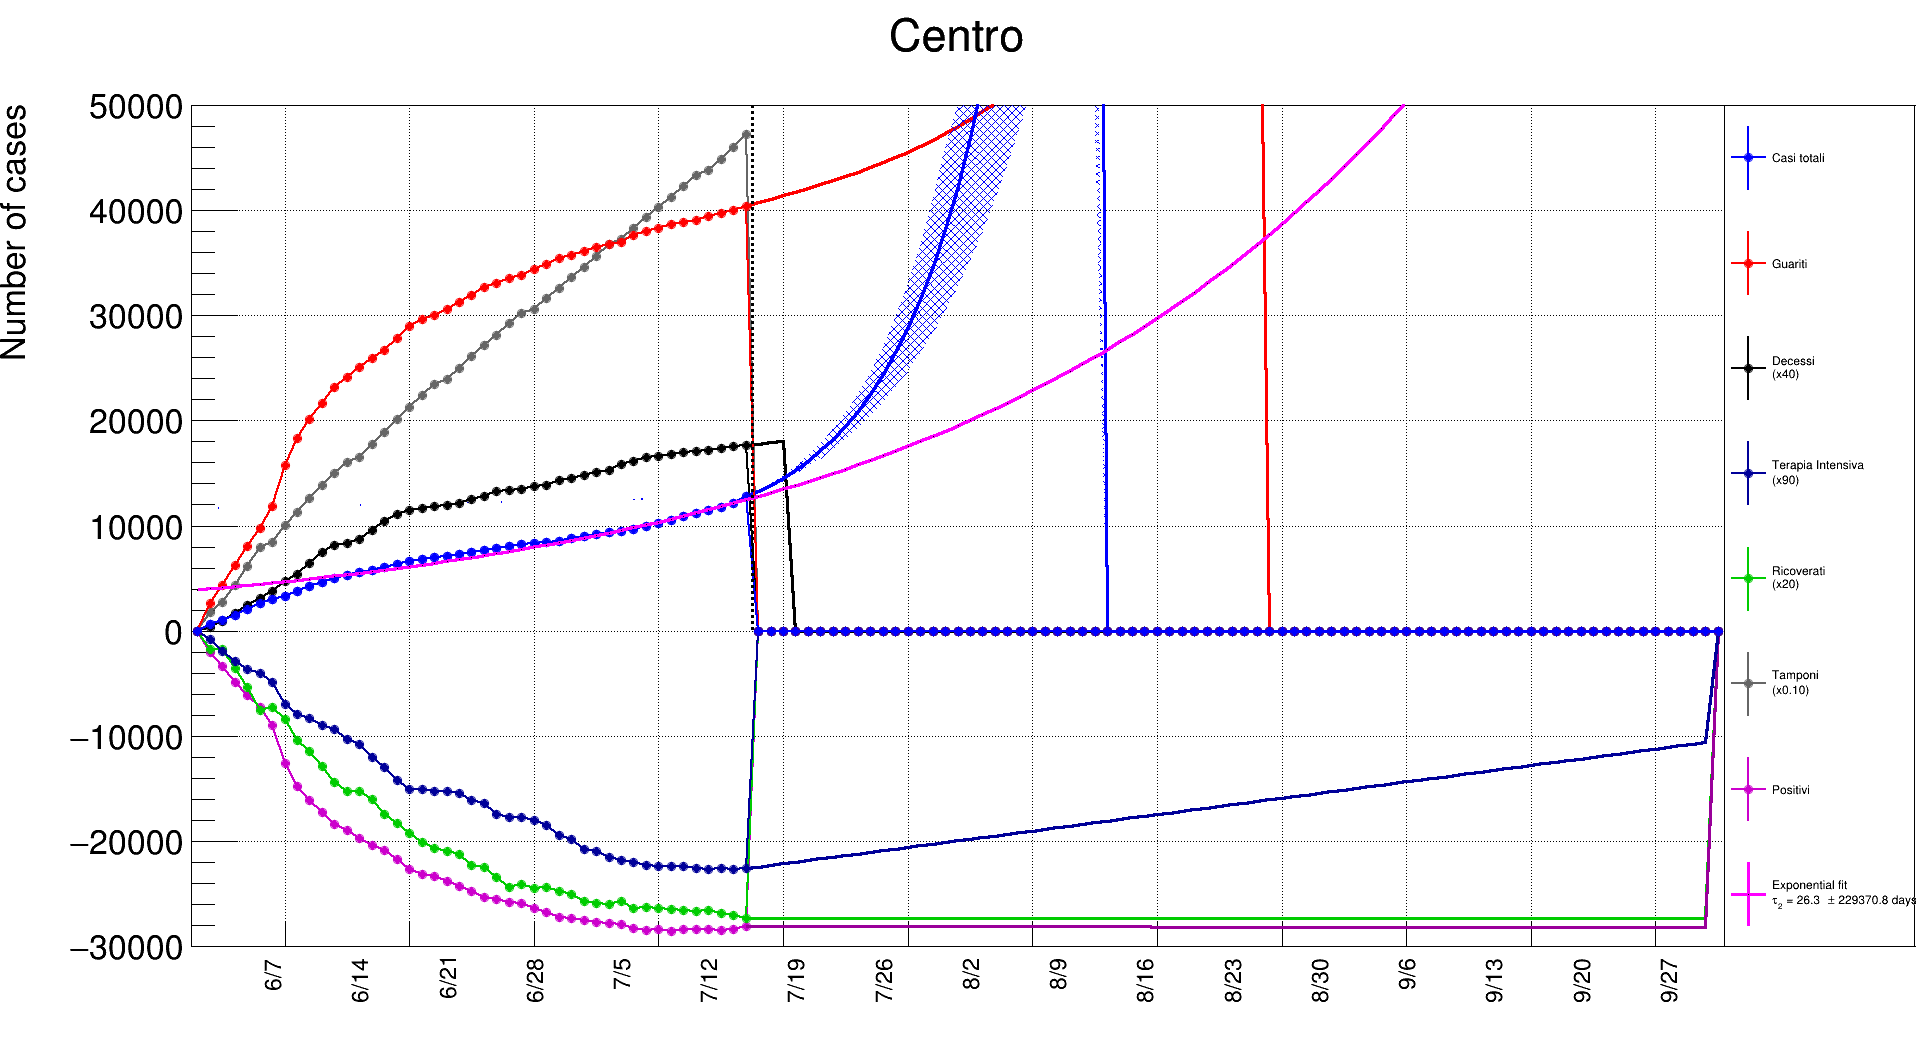 Centro
Number of cases
50000
40000
30000
20000
10000
0
−10000
−20000
−30000
6/7
6/14
6/21
6/28
7/5
7/12
7/19
7/26
8/2
8/9
8/16
8/23
8/30
9/6
9/13
9/20
9/27
Casi totali
Guariti
Decessi
(x40)
Terapia Intensiva
(x90)
Ricoverati
(x20)
Tamponi
(x0.10)
Positivi
Exponential fit
τ2 = 26.3 ± 229370.8 days